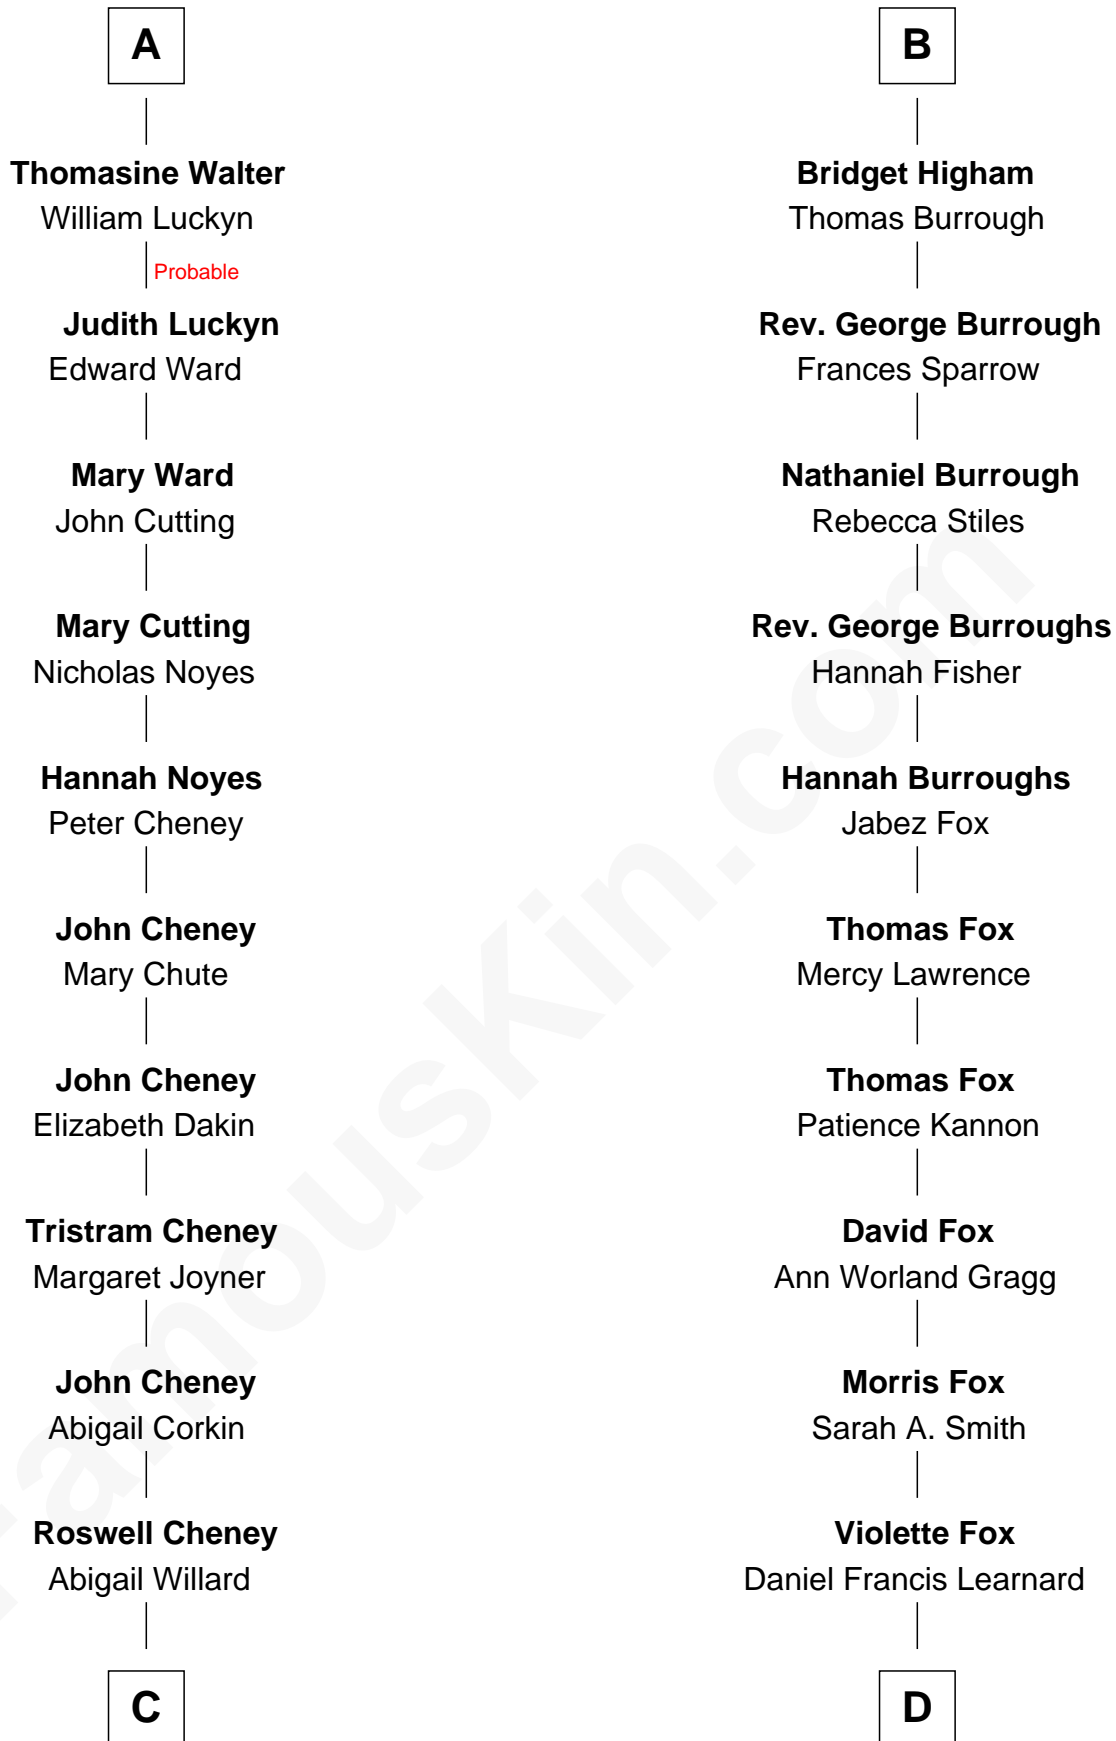 A
Thomasine Walter
William Luckyn
Probable
Judith Luckyn
Edward Ward
Mary Ward
John Cutting
Mary Cutting
Nicholas Noyes
Hannah Noyes
Peter Cheney
John Cheney
Mary Chute
John Cheney
Elizabeth Dakin
Tristram Cheney
Margaret Joyner
John Cheney
Abigail Corkin
Roswell Cheney
Abigail Willard
C
B
Bridget Higham
Thomas Burrough
Rev. George Burrough
Frances Sparrow
Nathaniel Burrough
Rebecca Stiles
Rev. George Burroughs
Hannah Fisher
Hannah Burroughs
Jabez Fox
Thomas Fox
Mercy Lawrence
Thomas Fox
Patience Kannon
David Fox
Ann Worland Gragg
Morris Fox
Sarah A. Smith
Violette Fox
Daniel Francis Learnard
D
FamousKin.com